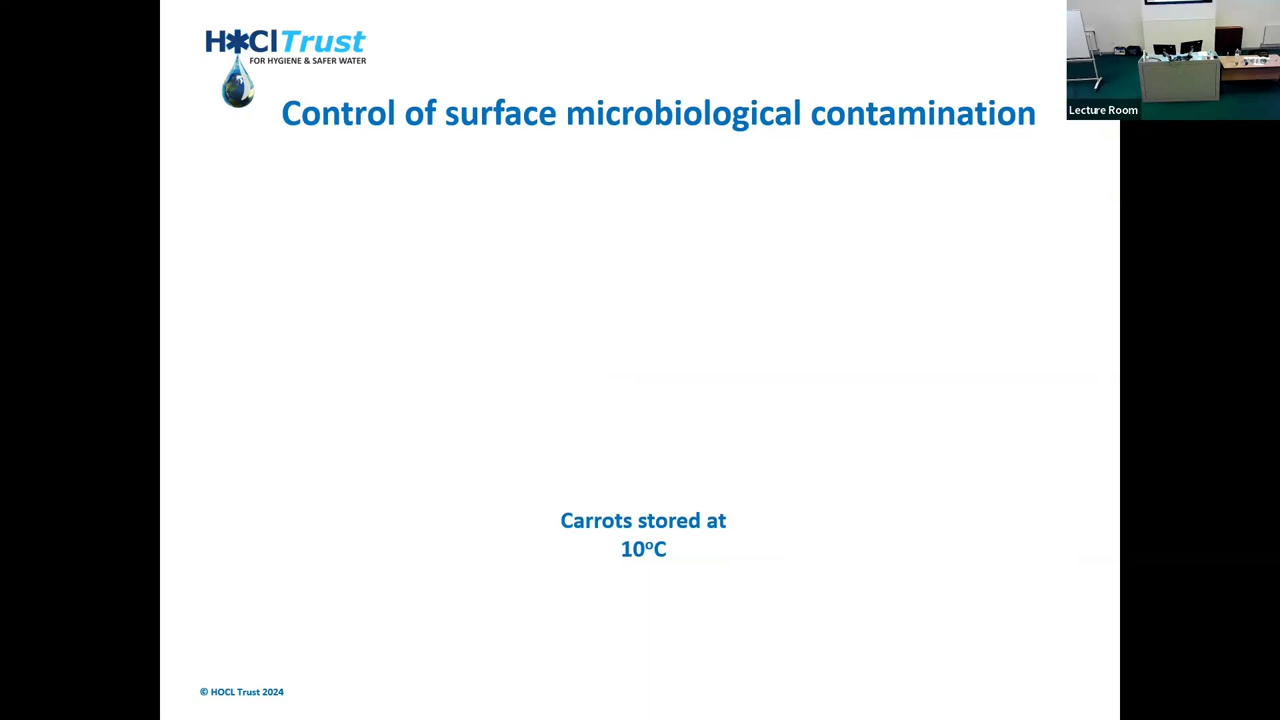 H*Cl Trust
FOR HYGIENE & SAFER WATER
Control of surface microbiological contamination
Lecture Room
Carrots stored at
10°C
© HOCL Trust 2024